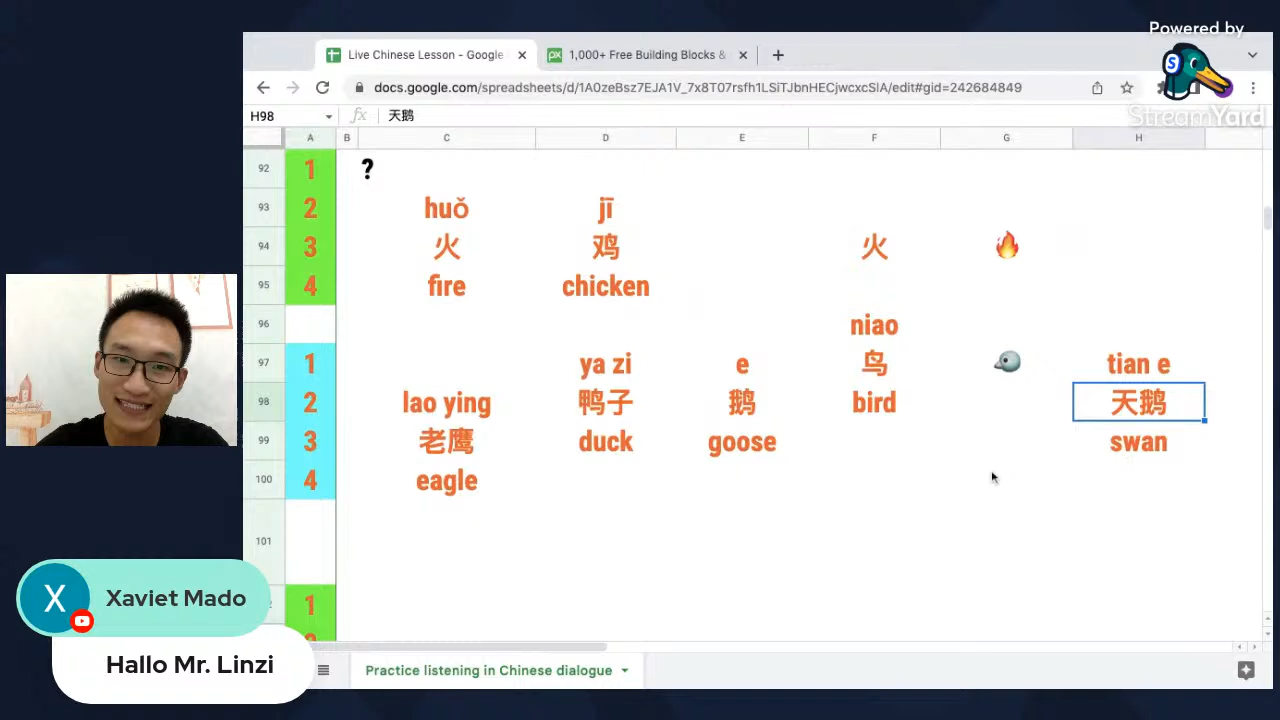 Powered by
StreamYard
Live Chinese Lesson - Google
1,000+ Free Building Blocks &
docs.google.com/spreadsheets/d/1A0zeBsz7EJA1V_7x8T07rsfh1LSiTJbnHECjwcxcSlA/edit#gid=242684849
H98 fx 天鹅
A B C D E F G H
92 1 ?
93 2 huǒ jī
94 3 火 鸡 火
95 4 fire chicken
96 niao
97 1 ya zi e 鸟 tian e
98 2 lao ying 鸭子 鹅 bird 天鹅
99 3 老鹰 duck goose swan
100 4 eagle
101
1
X Xaviet Mado
Hallo Mr. Linzi
Practice listening in Chinese dialogue